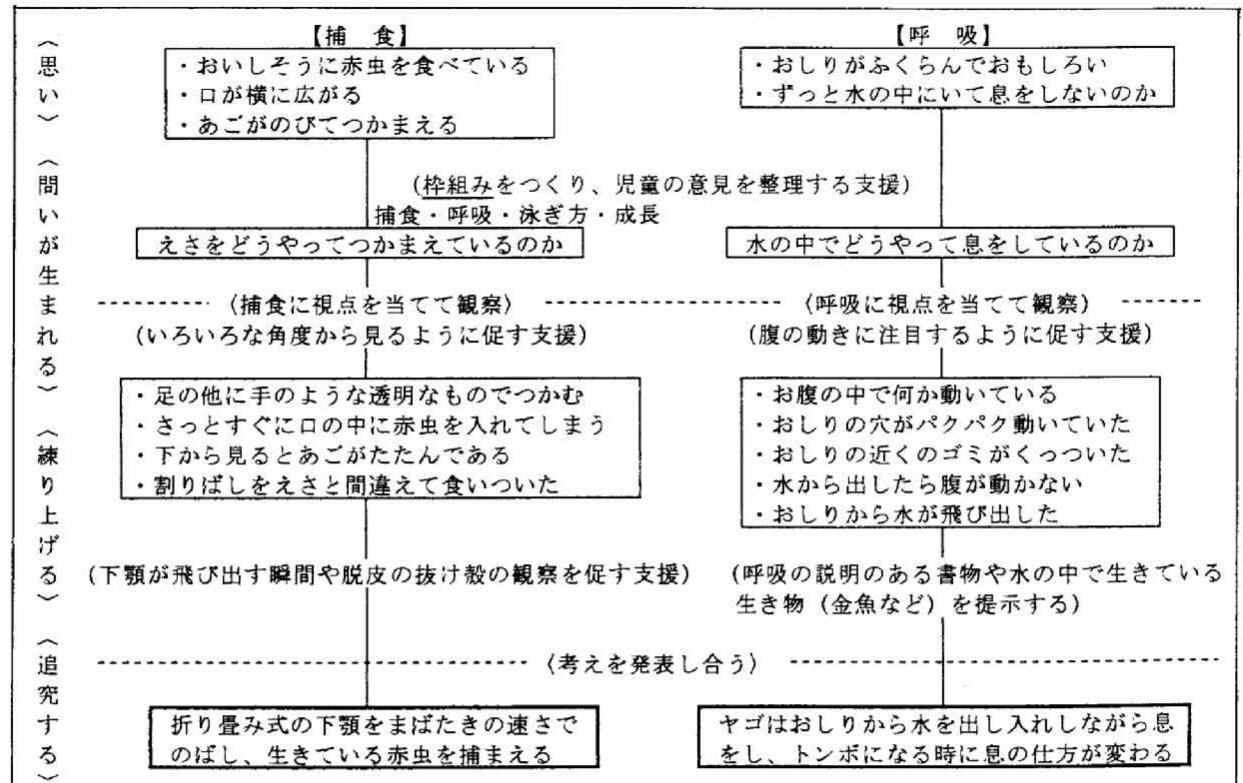 〈思い〉
〈問いが生まれる〉
〈練り上げる〉
〈追究する〉
【捕　食】
・おいしそうに赤虫を食べている
・口が横に広がる
・あごがのびてつかまえる
【呼　吸】
・おしりがふくらんでおもしろい
・ずっと水の中にいて息をしないのか
(枠組みをつくり、児童の意見を整理する支援)
捕食・呼吸・泳ぎ方・成長
えさをどうやってつかまえているのか
水の中でどうやって息をしているのか
〈捕食に視点を当てて観察〉
〈呼吸に視点を当てて観察〉
(いろいろな角度から見るように促す支援)
(腹の動きに注目するように促す支援)
・足の他に手のような透明なものでつかむ
・さっとすぐに口の中に赤虫を入れてしまう
・下から見るとあごがたたんである
・割りばしをえさと間違えて食いついた
・お腹の中で何か動いている
・おしりの穴がパクパク動いていた
・おしりの近くのゴミがくっついた
・水から出したら腹が動かない
・おしりから水が飛び出した
(下顎が飛び出す瞬間や脱皮の抜け殻の観察を促す支援)
(呼吸の説明のある書物や水の中で生きている
生き物（金魚など）を提示する)
〈考えを発表し合う〉
折り畳み式の下顎をまばたきの速さで
のばし、生きている赤虫を捕まえる
ヤゴはおしりから水を出し入れしながら息
をし、トンボになる時に息の仕方が変わる